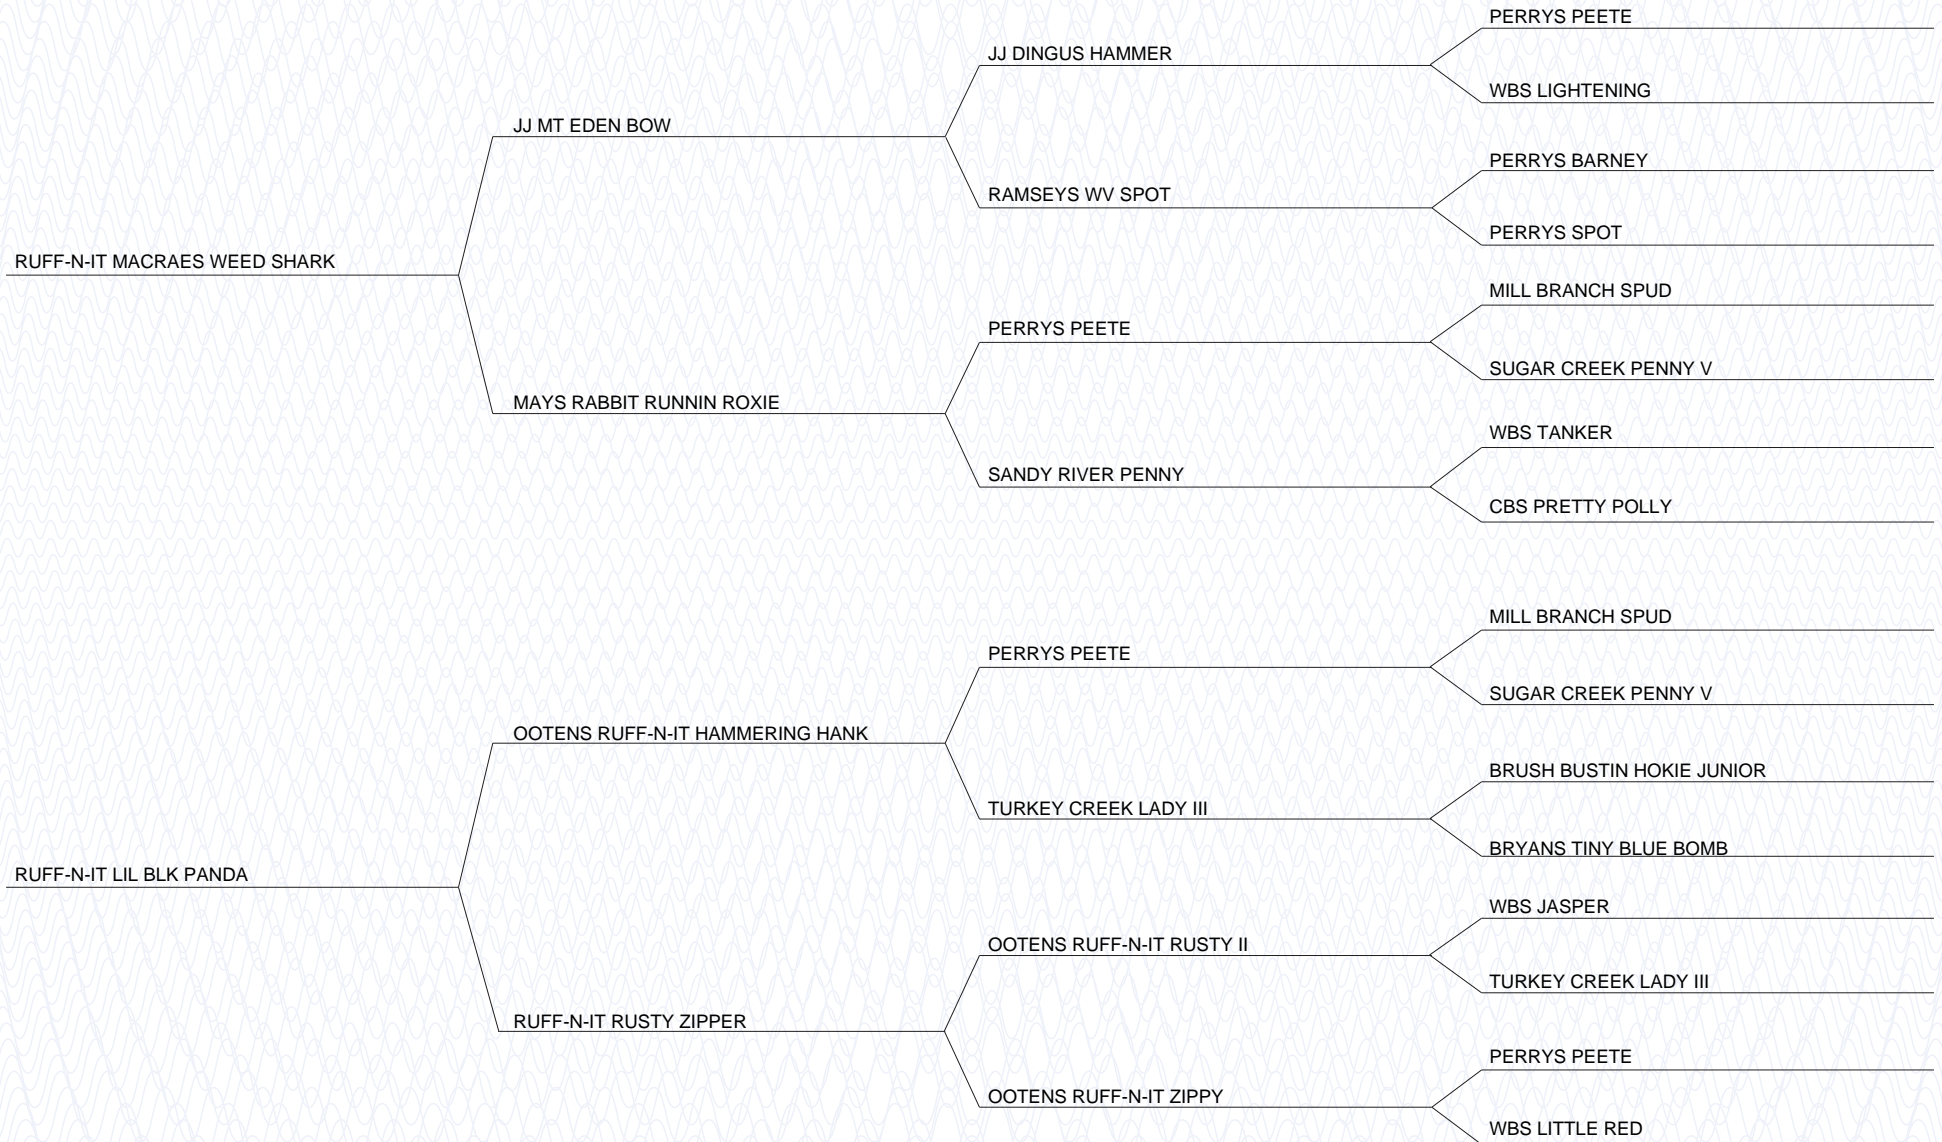 PERRYS PEETE
JJ DINGUS HAMMER
WBS LIGHTENING
JJ MT EDEN BOW
PERRYS BARNEY
RAMSEYS WV SPOT
PERRYS SPOT
RUFF-N-IT MACRAES WEED SHARK
MILL BRANCH SPUD
PERRYS PEETE
SUGAR CREEK PENNY V
MAYS RABBIT RUNNIN ROXIE
WBS TANKER
SANDY RIVER PENNY
CBS PRETTY POLLY
MILL BRANCH SPUD
PERRYS PEETE
SUGAR CREEK PENNY V
OOTENS RUFF-N-IT HAMMERING HANK
BRUSH BUSTIN HOKIE JUNIOR
TURKEY CREEK LADY III
BRYANS TINY BLUE BOMB
RUFF-N-IT LIL BLK PANDA
WBS JASPER
OOTENS RUFF-N-IT RUSTY II
TURKEY CREEK LADY III
RUFF-N-IT RUSTY ZIPPER
PERRYS PEETE
OOTENS RUFF-N-IT ZIPPY
WBS LITTLE RED